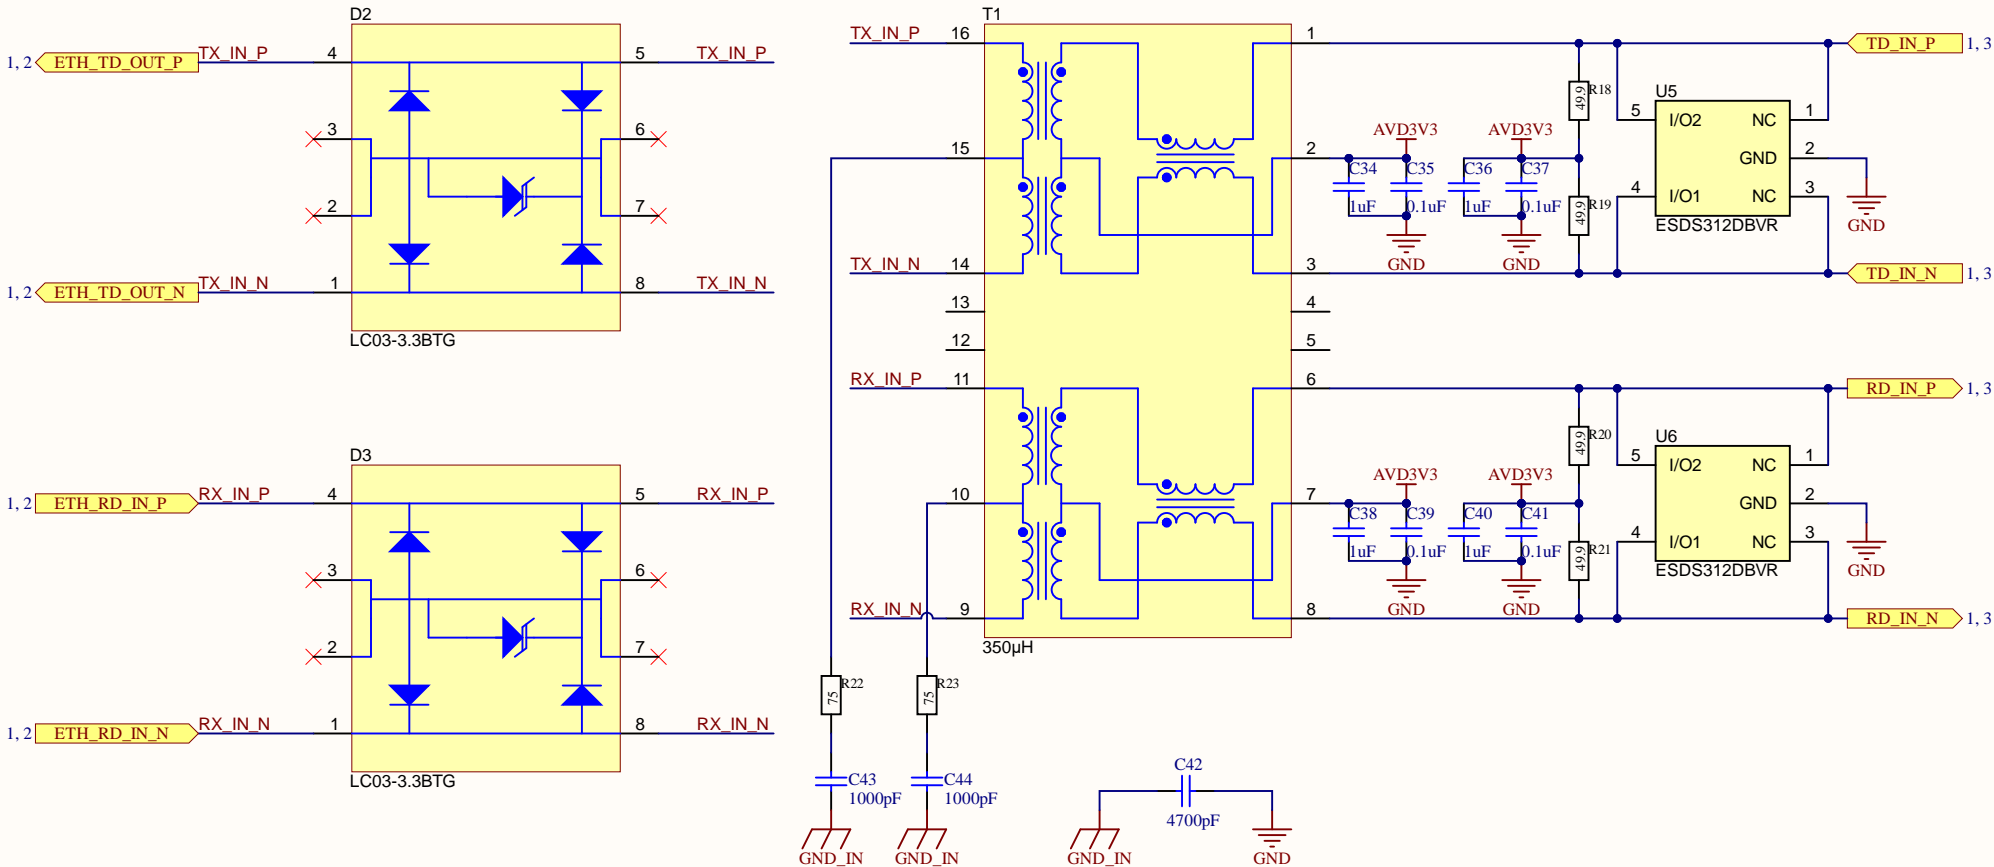 D2
1, 2 ETH_TD_OUT_P TX_IN_P 4 5 TX_IN_P
3 6
2 7
1, 2 ETH_TD_OUT_N TX_IN_N 1 8 TX_IN_N
LC03-3.3BTG
D3
1, 2 ETH_RD_IN_P RX_IN_P 4 5 RX_IN_P
3 6
2 7
1, 2 ETH_RD_IN_N RX_IN_N 1 8 RX_IN_N
LC03-3.3BTG
T1
TX_IN_P 16 1
15 2
TX_IN_N 14 3
13 4
12 5
RX_IN_P 11 6
10 7
RX_IN_N 9 8
350µH
AVD3V3 AVD3V3
C34 C35 C36 C37
1uF 0.1uF 1uF 0.1uF
GND GND
49.9 R18
49.9 R19
U5
5 I/O2 NC 1
GND 2
4 I/O1 NC 3
ESDS312DBVR
GND
TD_IN_P 1, 3
TD_IN_N 1, 3
AVD3V3 AVD3V3
C38 C39 C40 C41
1uF 0.1uF 1uF 0.1uF
GND GND
49.9 R20
49.9 R21
U6
5 I/O2 NC 1
GND 2
4 I/O1 NC 3
ESDS312DBVR
GND
RD_IN_P 1, 3
RD_IN_N 1, 3
75 R22 75 R23
C43 C44
1000pF 1000pF
GND_IN GND_IN
C42
4700pF
GND_IN GND